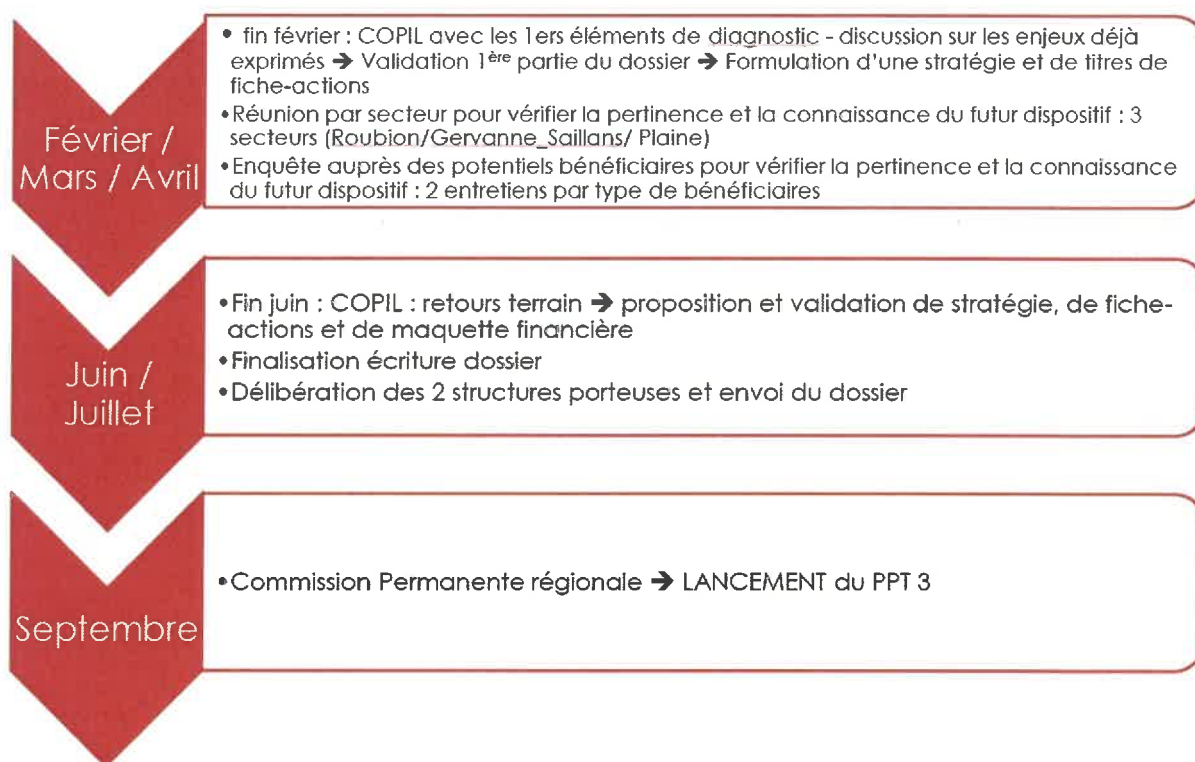 Février /
Mars / Avril
• fin février : COPIL avec les 1ers éléments de diagnostic - discussion sur les enjeux déjà
exprimés ➔ Validation 1ère partie du dossier ➔ Formulation d'une stratégie et de titres de
fiche-actions
•Réunion par secteur pour vérifier la pertinence et la connaissance du futur dispositif : 3
secteurs (Roubion/Gervanne_Saillans/ Plaine)
•Enquête auprès des potentiels bénéficiaires pour vérifier la pertinence et la connaissance
du futur dispositif : 2 entretiens par type de bénéficiaires
Juin /
Juillet
•Fin juin : COPIL : retours terrain ➔ proposition et validation de stratégie, de fiche-
actions et de maquette financière
•Finalisation écriture dossier
•Délibération des 2 structures porteuses et envoi du dossier
Septembre
•Commission Permanente régionale ➔ LANCEMENT du PPT 3